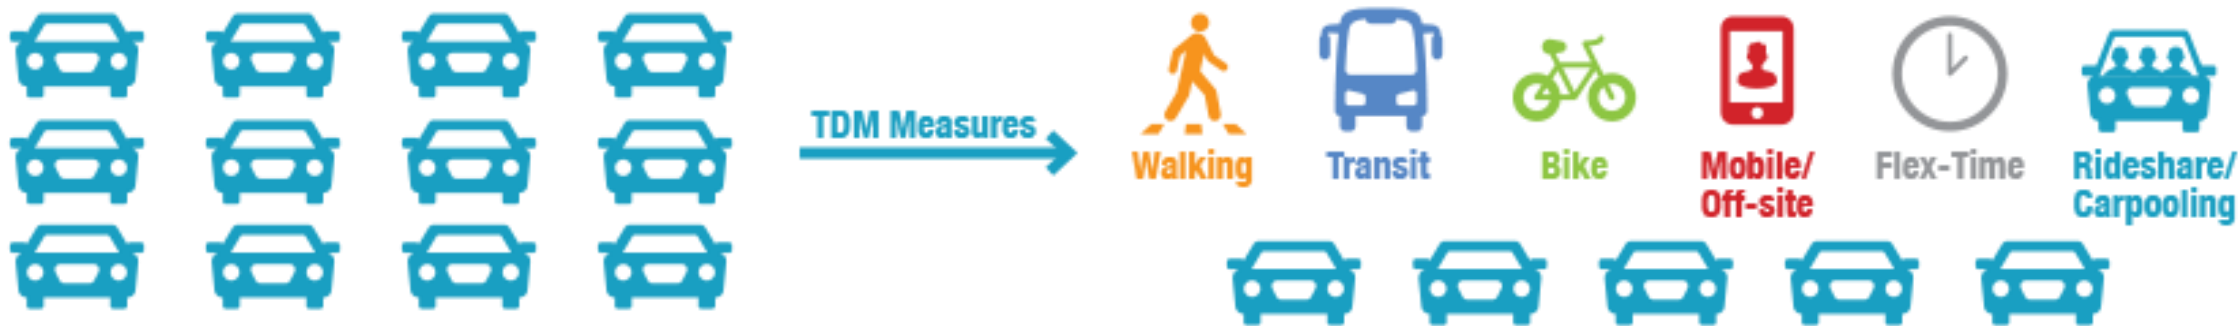 TDM Measures
Walking
Transit
Bike
Mobile/
Off-site
Flex-Time
Rideshare/
Carpooling